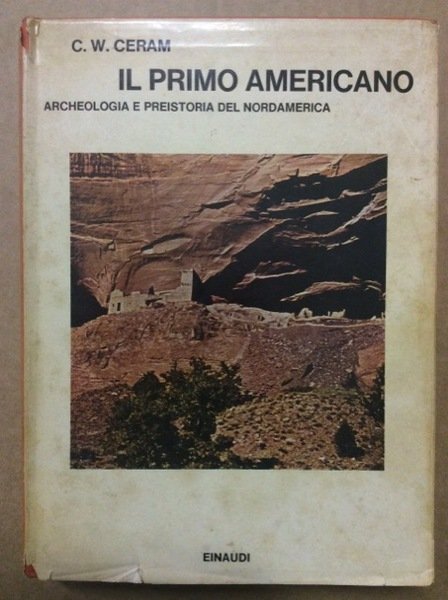 C. W. CERAM
IL PRIMO AMERICANO
ARCHEOLOGIA E PREISTORIA DEL NORDAMERICA
EINAUDI